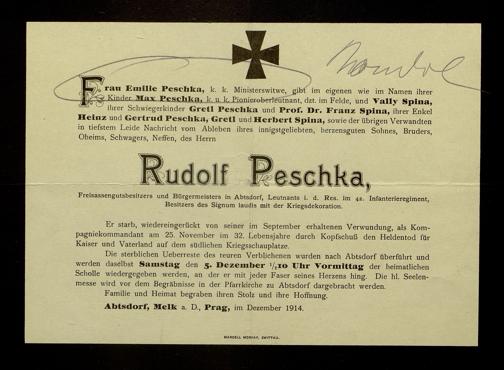 Frau Emilie Peschka, k. k. Ministerswitwe, gibt im eigenen wie im Namen ihrer
Kinder Max Peschka, k. u. k. Pionieroberleutnant, dzt. im Felde, und Vally Spina,
ihrer Schwiegerkinder Gretl Peschka und Prof. Dr. Franz Spina, ihrer Enkel
Heinz und Gertrud Peschka, Gretl und Herbert Spina, sowie der übrigen Verwandten
in tiefstem Leide Nachricht vom Ableben ihres innigstgeliebten, herzensguten Sohnes, Bruders,
Oheims, Schwagers, Neffen, des Herrn
Rudolf Peschka,
Freisassengutsbesitzers und Bürgermeisters in Abtsdorf, Leutnants i. d. Res. im 42. Infanterieregiment,
Besitzers des Signum laudis mit der Kriegsdekoration.
Er starb, wiedereingerückt von seiner im September erhaltenen Verwundung, als Kom-
pagniekommandant am 25. November im 32. Lebensjahre durch Kopfschuß den Heldentod für
Kaiser und Vaterland auf dem südlichen Kriegsschauplatze.
Die sterblichen Ueberreste des teuren Verblichenen wurden nach Abtsdorf überführt und
werden daselbst Samstag den 5. Dezember ½10 Uhr Vormittag der heimatlichen
Scholle wiedergegeben werden, an der er mit jeder Faser seines Herzens hing. Die hl. Seelen-
messe wird vor dem Begräbnisse in der Pfarrkirche zu Abtsdorf dargebracht werden.
Familie und Heimat begraben ihren Stolz und ihre Hoffnung.
Abtsdorf, Melk a. D., Prag, im Dezember 1914.